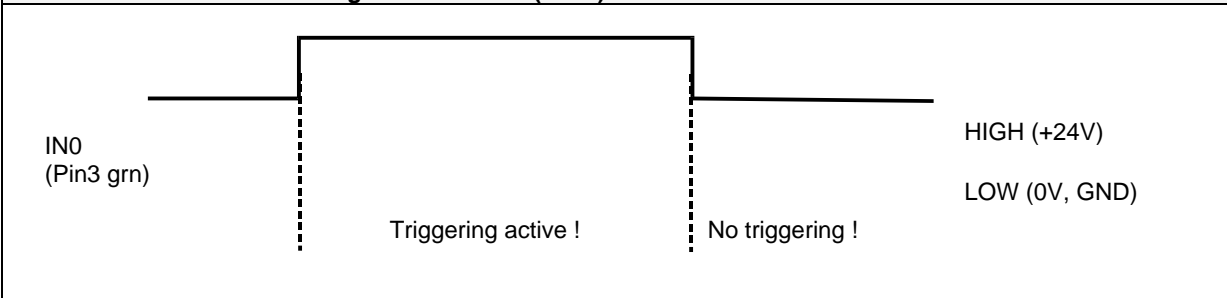 IN0
(Pin3 grn)
HIGH (+24V)
LOW (0V, GND)
Triggering active !
No triggering !